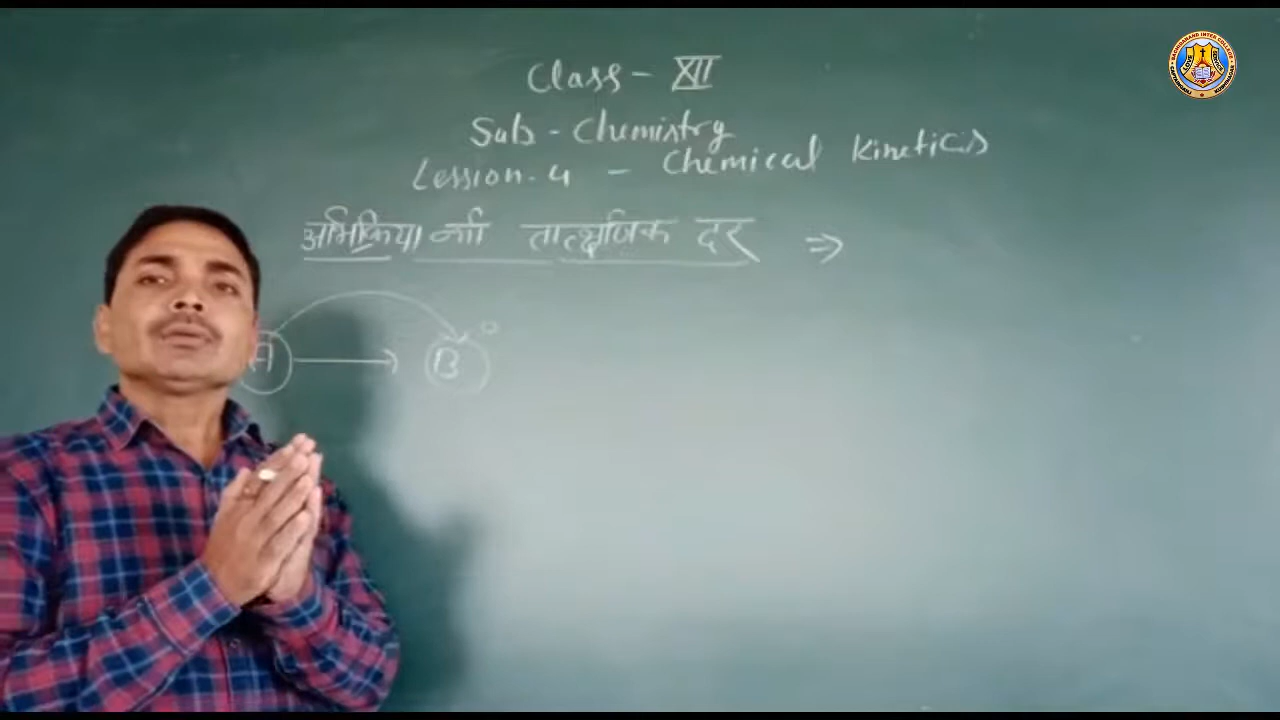 Class - XII
Sub - Chemistry
Lession. 4 - Chemical Kinetics
अभिक्रिया की तात्क्षणिक दर ⇒
A → B